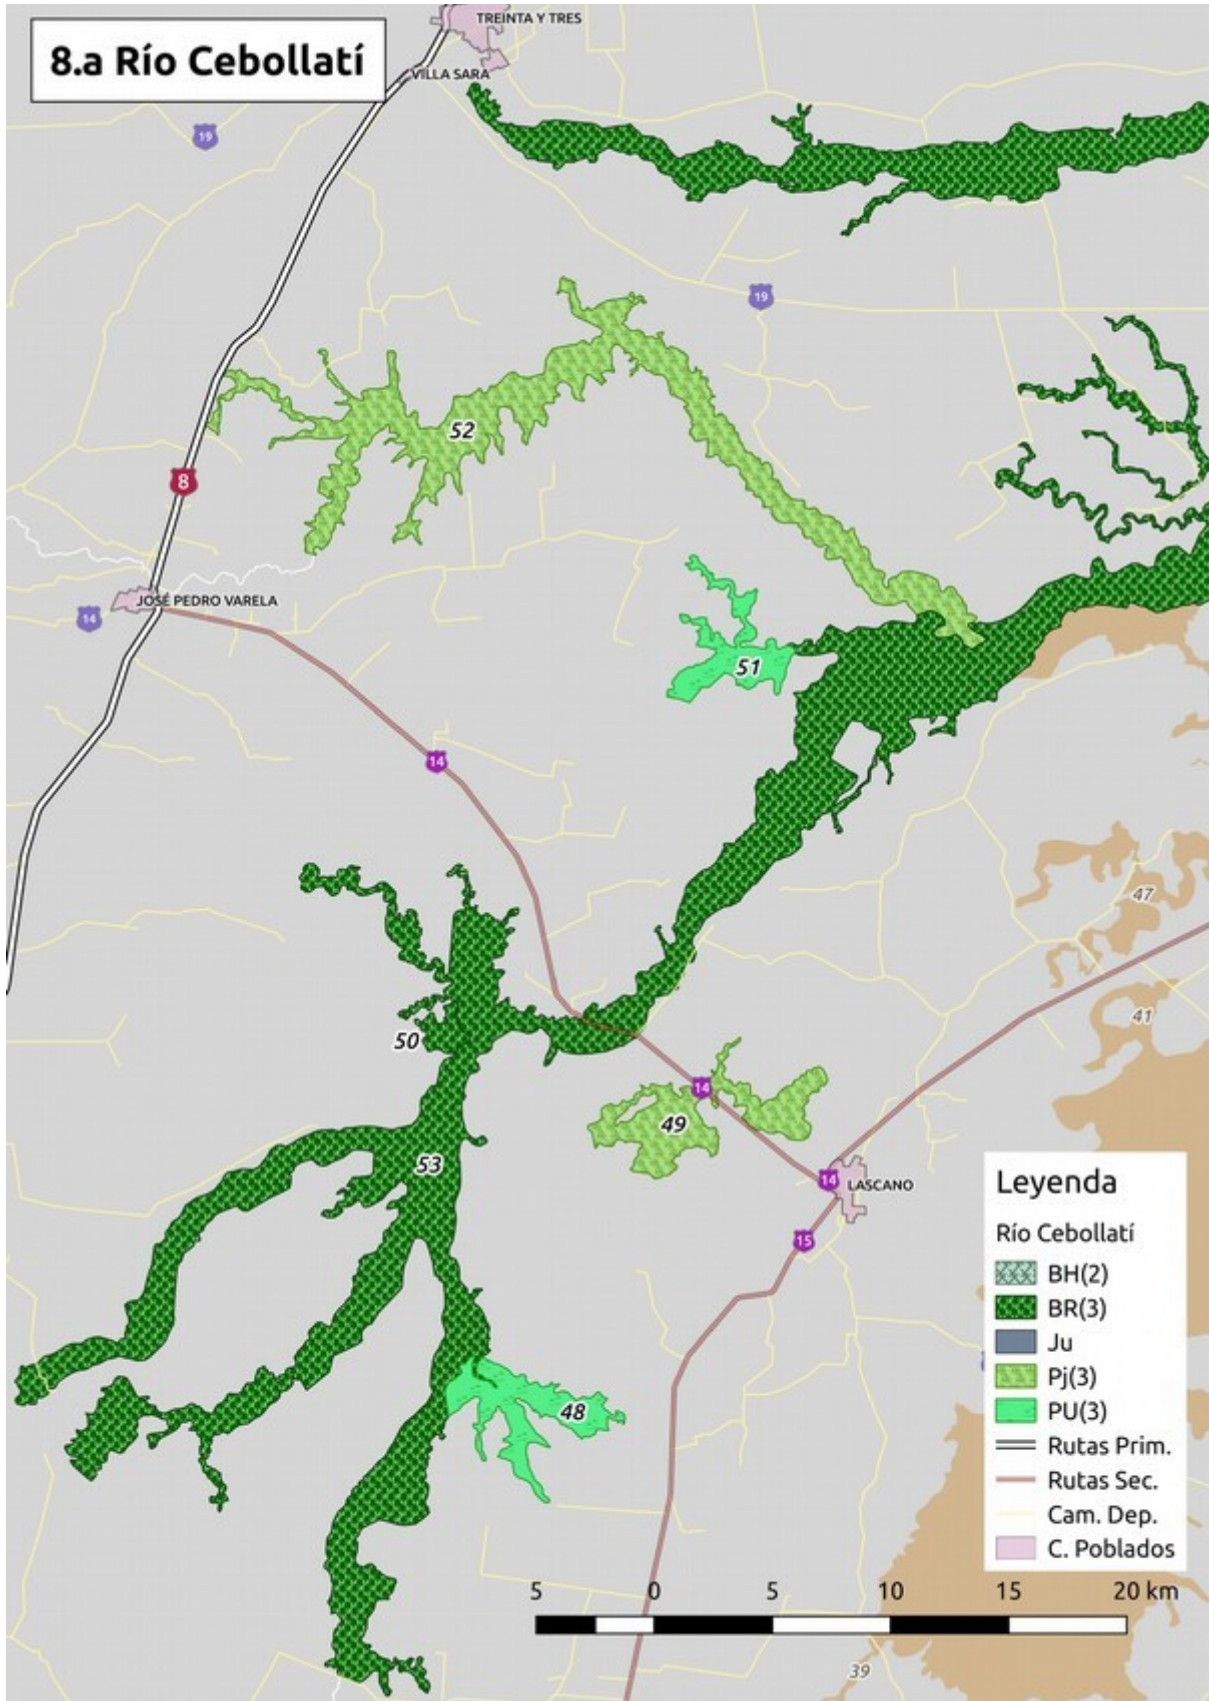 TREINTA Y TRES
8.a Río Cebollatí
VILLA SARA
19
19
52
8
JOSÉ PEDRO VARELA
14
51
14
47
41
50
14
49
53
14
LASCANO
15
48
Leyenda
Río Cebollatí
BH(2)
BR(3)
Ju
Pj(3)
PU(3)
Rutas Prim.
Rutas Sec.
Cam. Dep.
C. Poblados
5 0 5 10 15 20 km
39